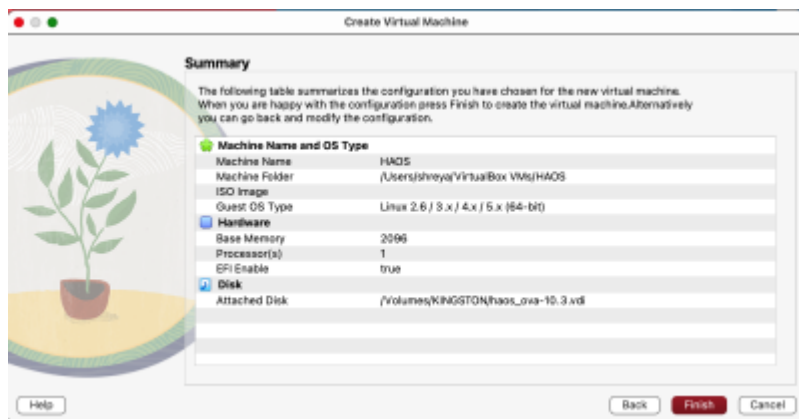 Create Virtual Machine
Summary
The following table summarizes the configuration you have chosen for the new virtual machine.
When you are happy with the configuration press Finish to create the virtual machine.Alternatively
you can go back and modify the configuration.
Machine Name and OS Type
Machine Name HAOS
Machine Folder /Users/shreya/VirtualBox VMs/HAOS
ISO Image
Guest OS Type Linux 2.6 / 3.x / 4.x / 5.x (64-bit)
Hardware
Base Memory 2096
Processor(s) 1
EFI Enable true
Disk
Attached Disk /Volumes/KINGSTON/haos_ova-10.3.vdi
Help Back Finish Cancel